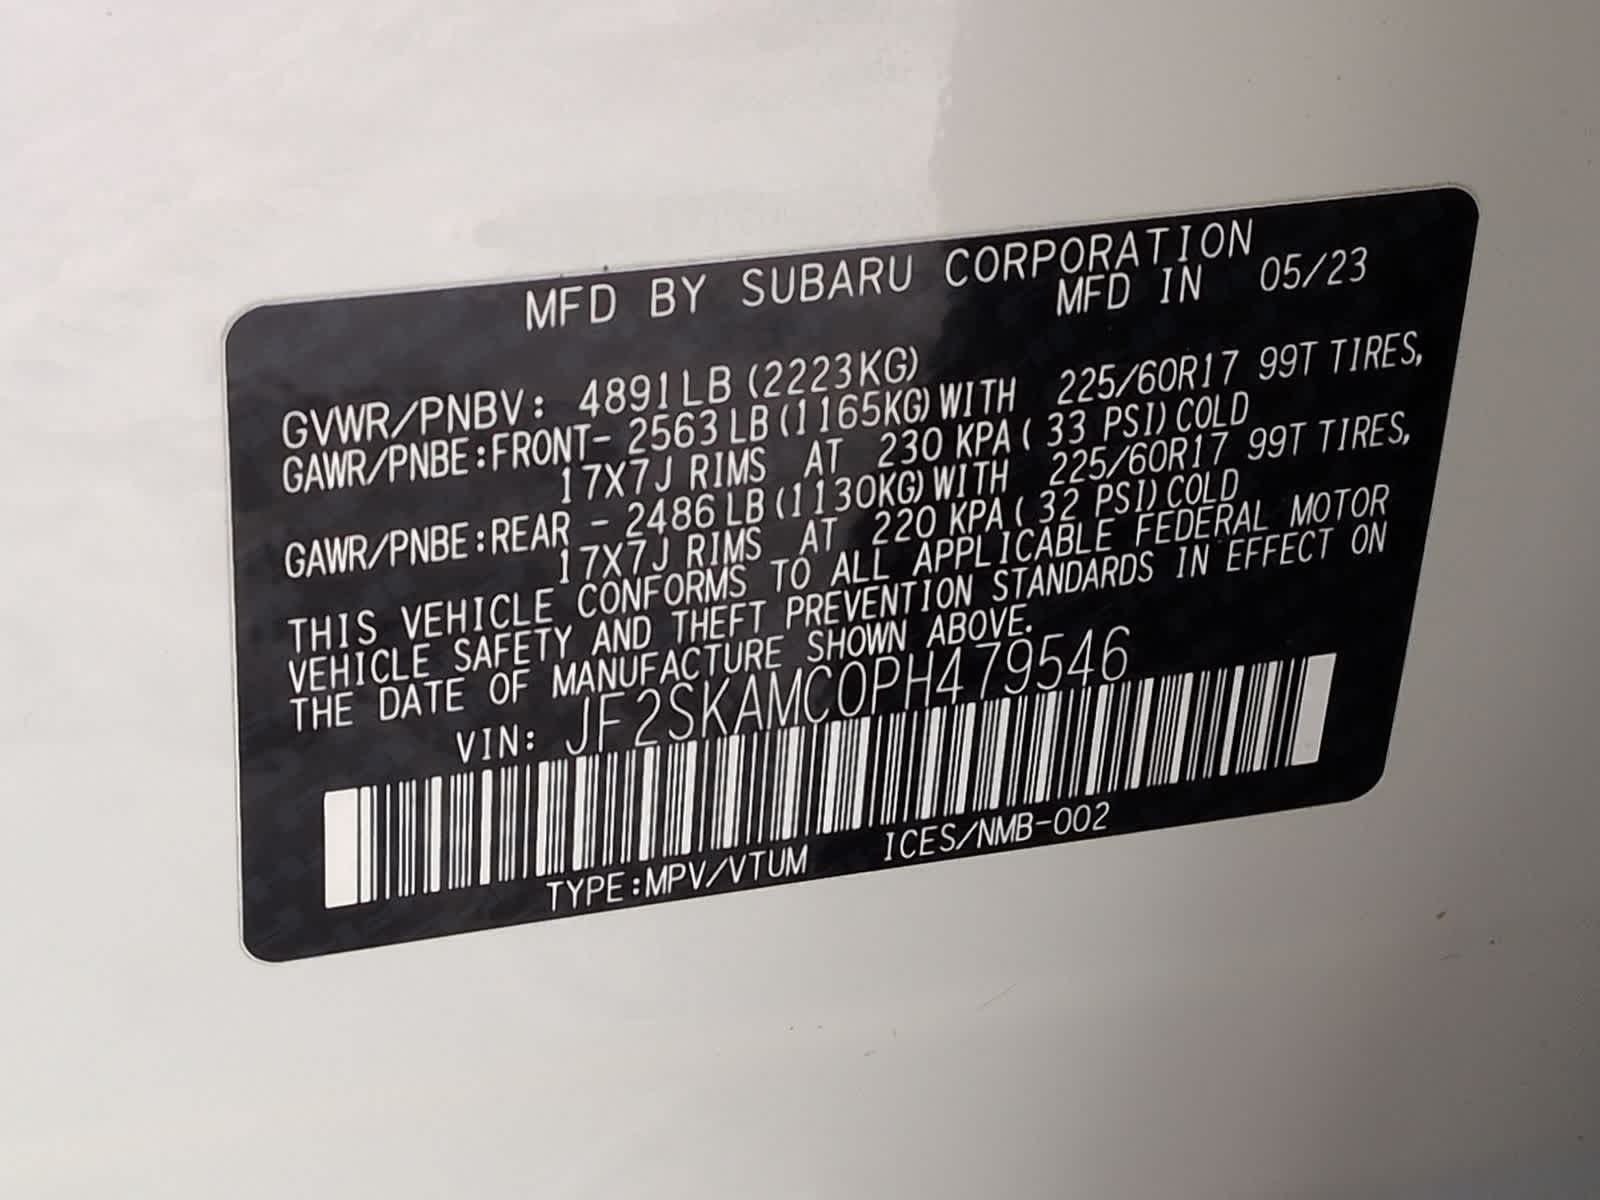 MFD BY SUBARU CORPORATION
MFD IN 05/23
GVWR/PNBV: 4891LB (2223KG)
GAWR/PNBE:FRONT- 2563LB(1165KG)WITH 225/60R17 99T TIRES,
17X7J RIMS AT 230 KPA( 33 PSI)COLD
GAWR/PNBE:REAR - 2486LB(1130KG)WITH 225/60R17 99T TIRES,
17X7J RIMS AT 220 KPA( 32 PSI)COLD
THIS VEHICLE CONFORMS TO ALL APPLICABLE FEDERAL MOTOR
VEHICLE SAFETY AND THEFT PREVENTION STANDARDS IN EFFECT ON
THE DATE OF MANUFACTURE SHOWN ABOVE.
VIN: JF2SKAMC0PH479546
TYPE:MPV/VTUM ICES/NMB-002